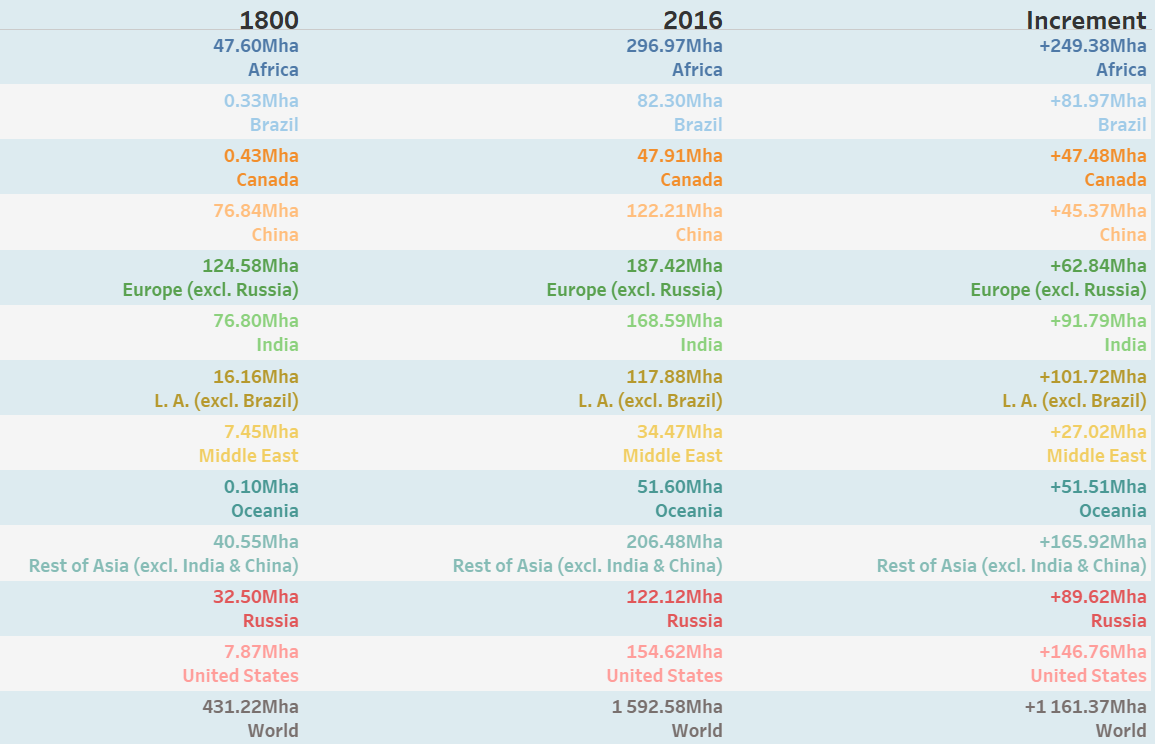 1800 2016 Increment
47.60Mha 296.97Mha +249.38Mha
Africa Africa Africa
0.33Mha 82.30Mha +81.97Mha
Brazil Brazil Brazil
0.43Mha 47.91Mha +47.48Mha
Canada Canada Canada
76.84Mha 122.21Mha +45.37Mha
China China China
124.58Mha 187.42Mha +62.84Mha
Europe (excl. Russia) Europe (excl. Russia) Europe (excl. Russia)
76.80Mha 168.59Mha +91.79Mha
India India India
16.16Mha 117.88Mha +101.72Mha
L. A. (excl. Brazil) L. A. (excl. Brazil) L. A. (excl. Brazil)
7.45Mha 34.47Mha +27.02Mha
Middle East Middle East Middle East
0.10Mha 51.60Mha +51.51Mha
Oceania Oceania Oceania
40.55Mha 206.48Mha +165.92Mha
Rest of Asia (excl. India & China) Rest of Asia (excl. India & China) Rest of Asia (excl. India & China)
32.50Mha 122.12Mha +89.62Mha
Russia Russia Russia
7.87Mha 154.62Mha +146.76Mha
United States United States United States
431.22Mha 1 592.58Mha +1 161.37Mha
World World World